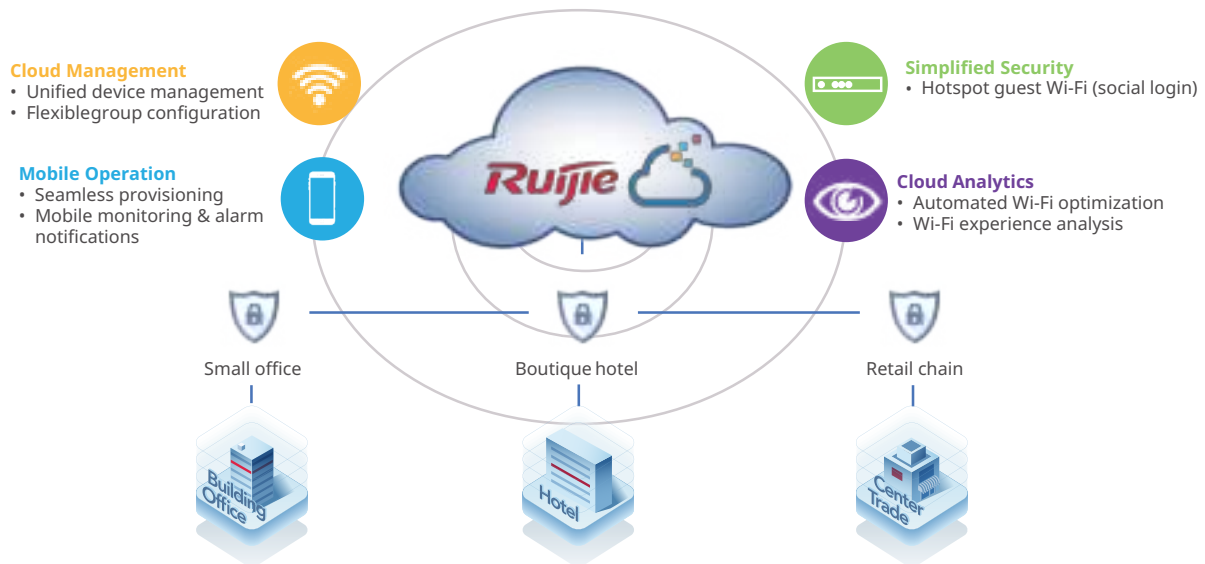 Cloud Management
• Unified device management
• Flexiblegroup configuration
Mobile Operation
• Seamless provisioning
• Mobile monitoring & alarm
notifications
Ruijie
Simplified Security
• Hotspot guest Wi-Fi (social login)
Cloud Analytics
• Automated Wi-Fi optimization
• Wi-Fi experience analysis
Small office
Boutique hotel
Retail chain
Building
Office
Hotel
Center
Trade